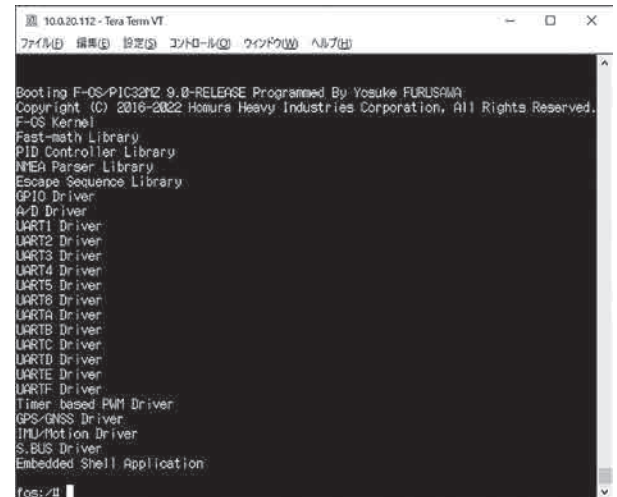 10.0.20.112 - Tera Term VT
ファイル(F) 編集(E) 設定(S) コントロール(O) ウィンドウ(W) ヘルプ(H)
Booting F-OS/PIC32MZ 9.0-RELEASE Programmed By Yosuke FURUSAWA
Copyright (C) 2016-2022 Homura Heavy Industries Corporation, All Rights Reserved.
F-OS Kernel
Fast-math Library
PID Controller Library
NMEA Parser Library
Escape Sequence Library
GPIO Driver
A/D Driver
UART1 Driver
UART2 Driver
UART3 Driver
UART4 Driver
UART5 Driver
UART6 Driver
UARTA Driver
UARTB Driver
UARTC Driver
UARTD Driver
UARTE Driver
UARTF Driver
Timer based PWM Driver
GPS/GNSS Driver
IMU/Motion Driver
S.BUS Driver
Embedded Shell Application
fos:/#